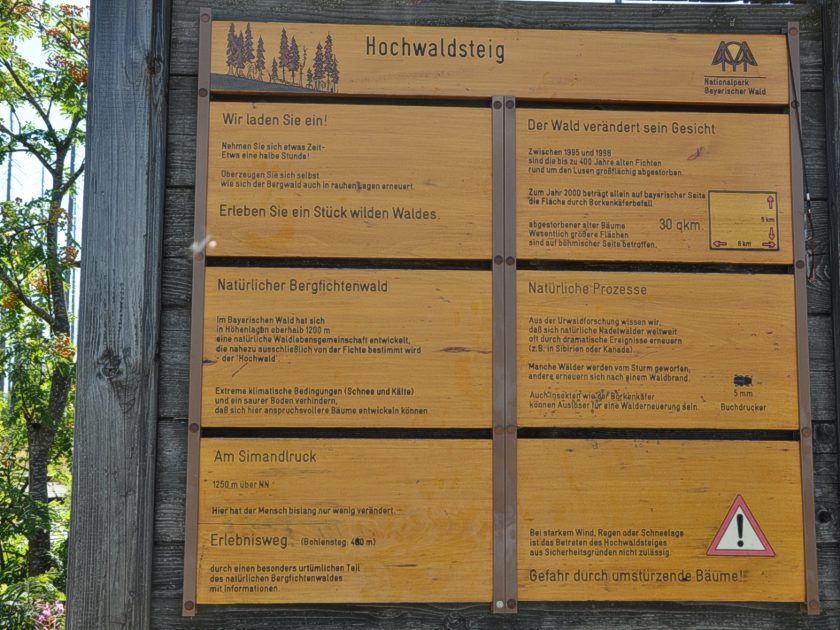 Hochwaldsteig
Nationalpark
Bayerischer Wald
Wir laden Sie ein!
Nehmen Sie sich etwas Zeit-
Etwa eine halbe Stunde!
Überzeugen Sie sich selbst
wie sich der Bergwald auch in rauhen Lagen erneuert.
Erleben Sie ein Stück wilden Waldes.
Der Wald verändert sein Gesicht
Zwischen 1995 und 1998
sind die bis zu 400 Jahre alten Fichten
rund um den Lusen großflächig abgestorben.
Zum Jahr 2000 beträgt allein auf bayerischer Seite
die Fläche durch Borkenkäferbefall
abgestorbener alter Bäume 30 qkm.
Wesentlich größere Flächen
sind auf böhmischer Seite betroffen.
5 km
6 km
Natürlicher Bergfichtenwald
Im Bayerischen Wald hat sich
in Höhenlagen oberhalb 1200 m
eine natürliche Waldlebensgemeinschaft entwickelt,
die nahezu ausschließlich von der Fichte bestimmt wird
- der "Hochwald".
Extreme klimatische Bedingungen (Schnee und Kälte)
und ein saurer Boden verhindern,
daß sich hier anspruchsvollere Bäume entwickeln können.
Natürliche Prozesse
Aus der Urwaldforschung wissen wir,
daß sich natürliche Nadelwälder weltweit
oft durch dramatische Ereignisse erneuern
(z.B. in Sibirien oder Kanada)
Manche Wälder werden vom Sturm geworfen,
andere erneuern sich nach einem Waldbrand.
Auch Insekten wie der Borkenkäfer
können Auslöser für eine Walderneuerung sein.
5 mm
Buchdrucker
Am Simandlruck
1250 m über NN
Hier hat der Mensch bislang nur wenig verändert.
Erlebnisweg (Bohlensteg: m)
durch einen besonders urtümlichen Teil
des natürlichen Bergfichtenwaldes
mit Informationen.
Bei starkem Wind, Regen oder Schneelage
ist das Betreten des Hochwaldsteiges
aus Sicherheitsgründen nicht zulässig.
Gefahr durch umstürzende Bäume!